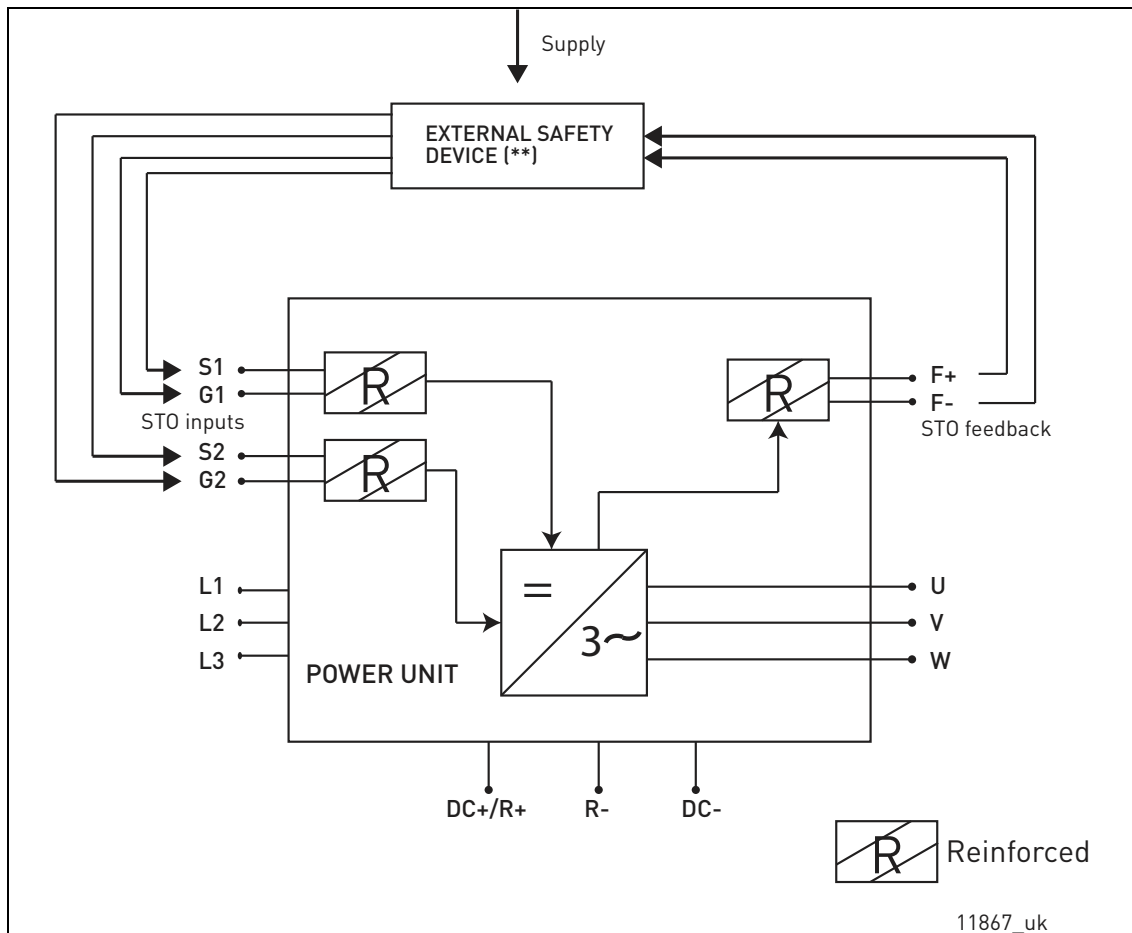 Supply
EXTERNAL SAFETY
DEVICE (**)
S1
G1
STO inputs
S2
G2
R
R
R
F+
F-
STO feedback
L1
L2
L3
=
3~
U
V
W
POWER UNIT
DC+/R+
R-
DC-
R
Reinforced
11867_uk